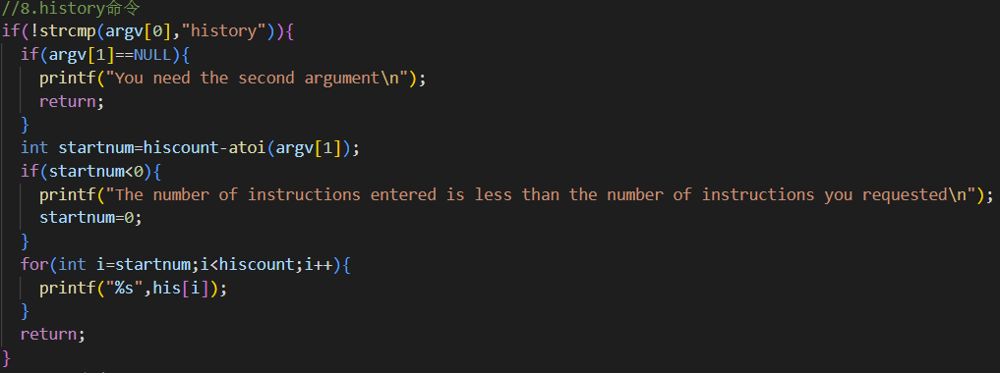 //8.history命令
if(!strcmp(argv[0],"history")){
if(argv[1]==NULL){
printf("You need the second argument\n");
return;
}
int startnum=hiscount-atoi(argv[1]);
if(startnum<0){
printf("The number of instructions entered is less than the number of instructions you requested\n");
startnum=0;
}
for(int i=startnum;i<hiscount;i++){
printf("%s",his[i]);
}
return;
}